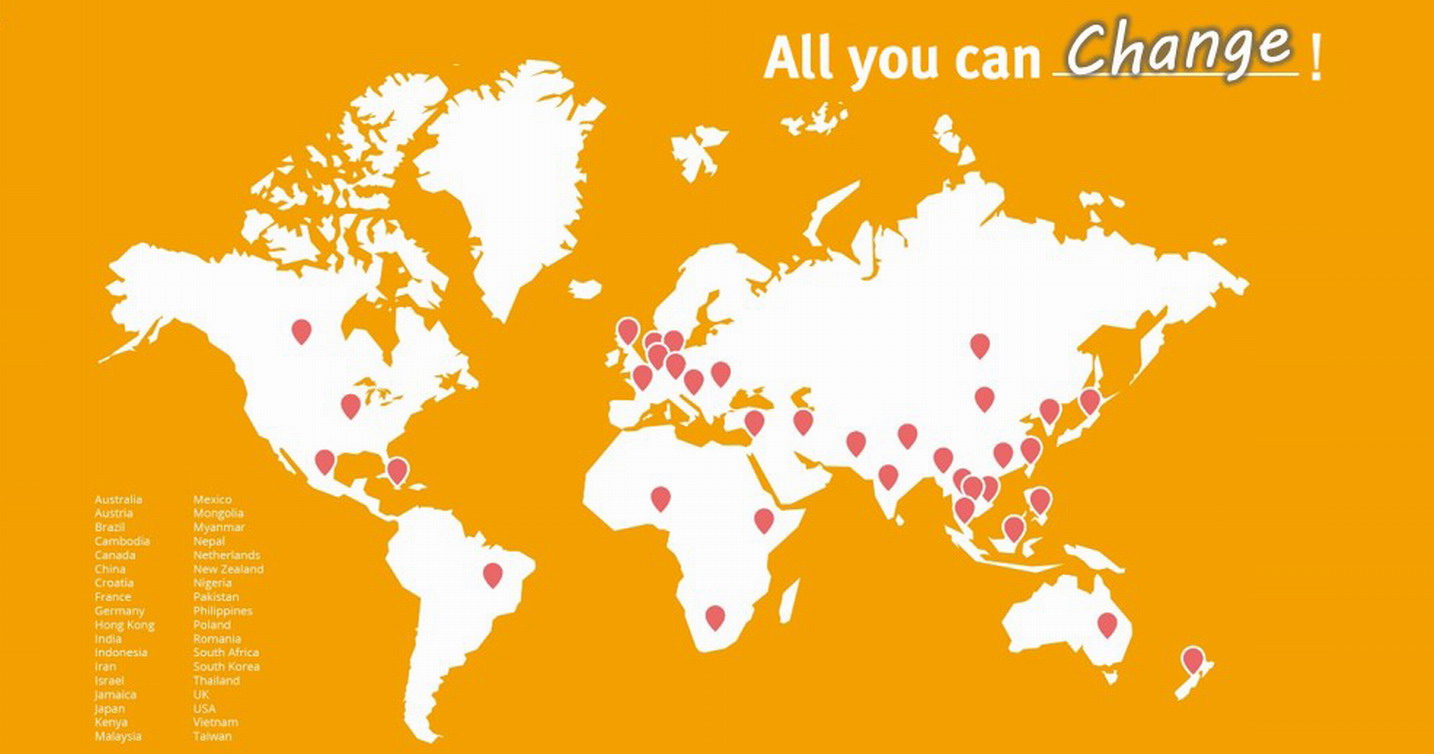 All you can Change !
Australia
Austria
Brazil
Cambodia
Canada
China
Croatia
France
Germany
Hong Kong
India
Indonesia
Iran
Israel
Jamaica
Japan
Kenya
Malaysia
Mexico
Mongolia
Myanmar
Nepal
Netherlands
New Zealand
Nigeria
Pakistan
Philippines
Poland
Romania
South Africa
South Korea
Thailand
UK
USA
Vietnam
Taiwan